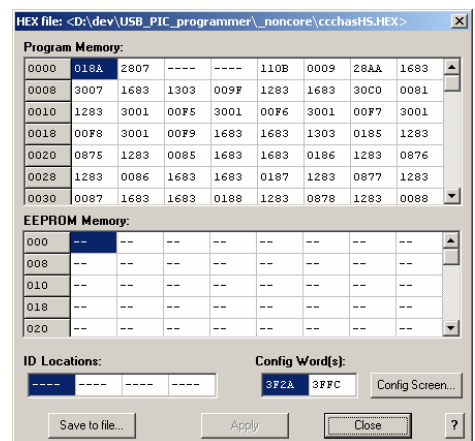 HEX file: <D:\dev\USB_PIC_programmer\_noncore\ccchasHS.HEX>
Program Memory:
0000 018A 2807 ---- ---- 110B 0009 28AA 1683
0008 3007 1683 1303 009F 1283 1683 30C0 0081
0010 1283 3001 00F5 3001 00F6 3001 00F7 3001
0018 00F8 3001 00F9 1683 1683 1303 0185 1283
0020 0875 1283 0085 1683 1683 0186 1283 0876
0028 1283 0086 1683 1683 0187 1283 0877 1283
0030 0087 1683 1683 0188 1283 0878 1283 0088
EEPROM Memory:
000 -- -- -- -- -- -- -- --
008 -- -- -- -- -- -- -- --
010 -- -- -- -- -- -- -- --
018 -- -- -- -- -- -- -- --
020 -- -- -- -- -- -- -- --
ID Locations: Config Word(s):
---- ---- ---- ---- 3F2A 3FFC Config Screen...
Save to file... Apply Close ?